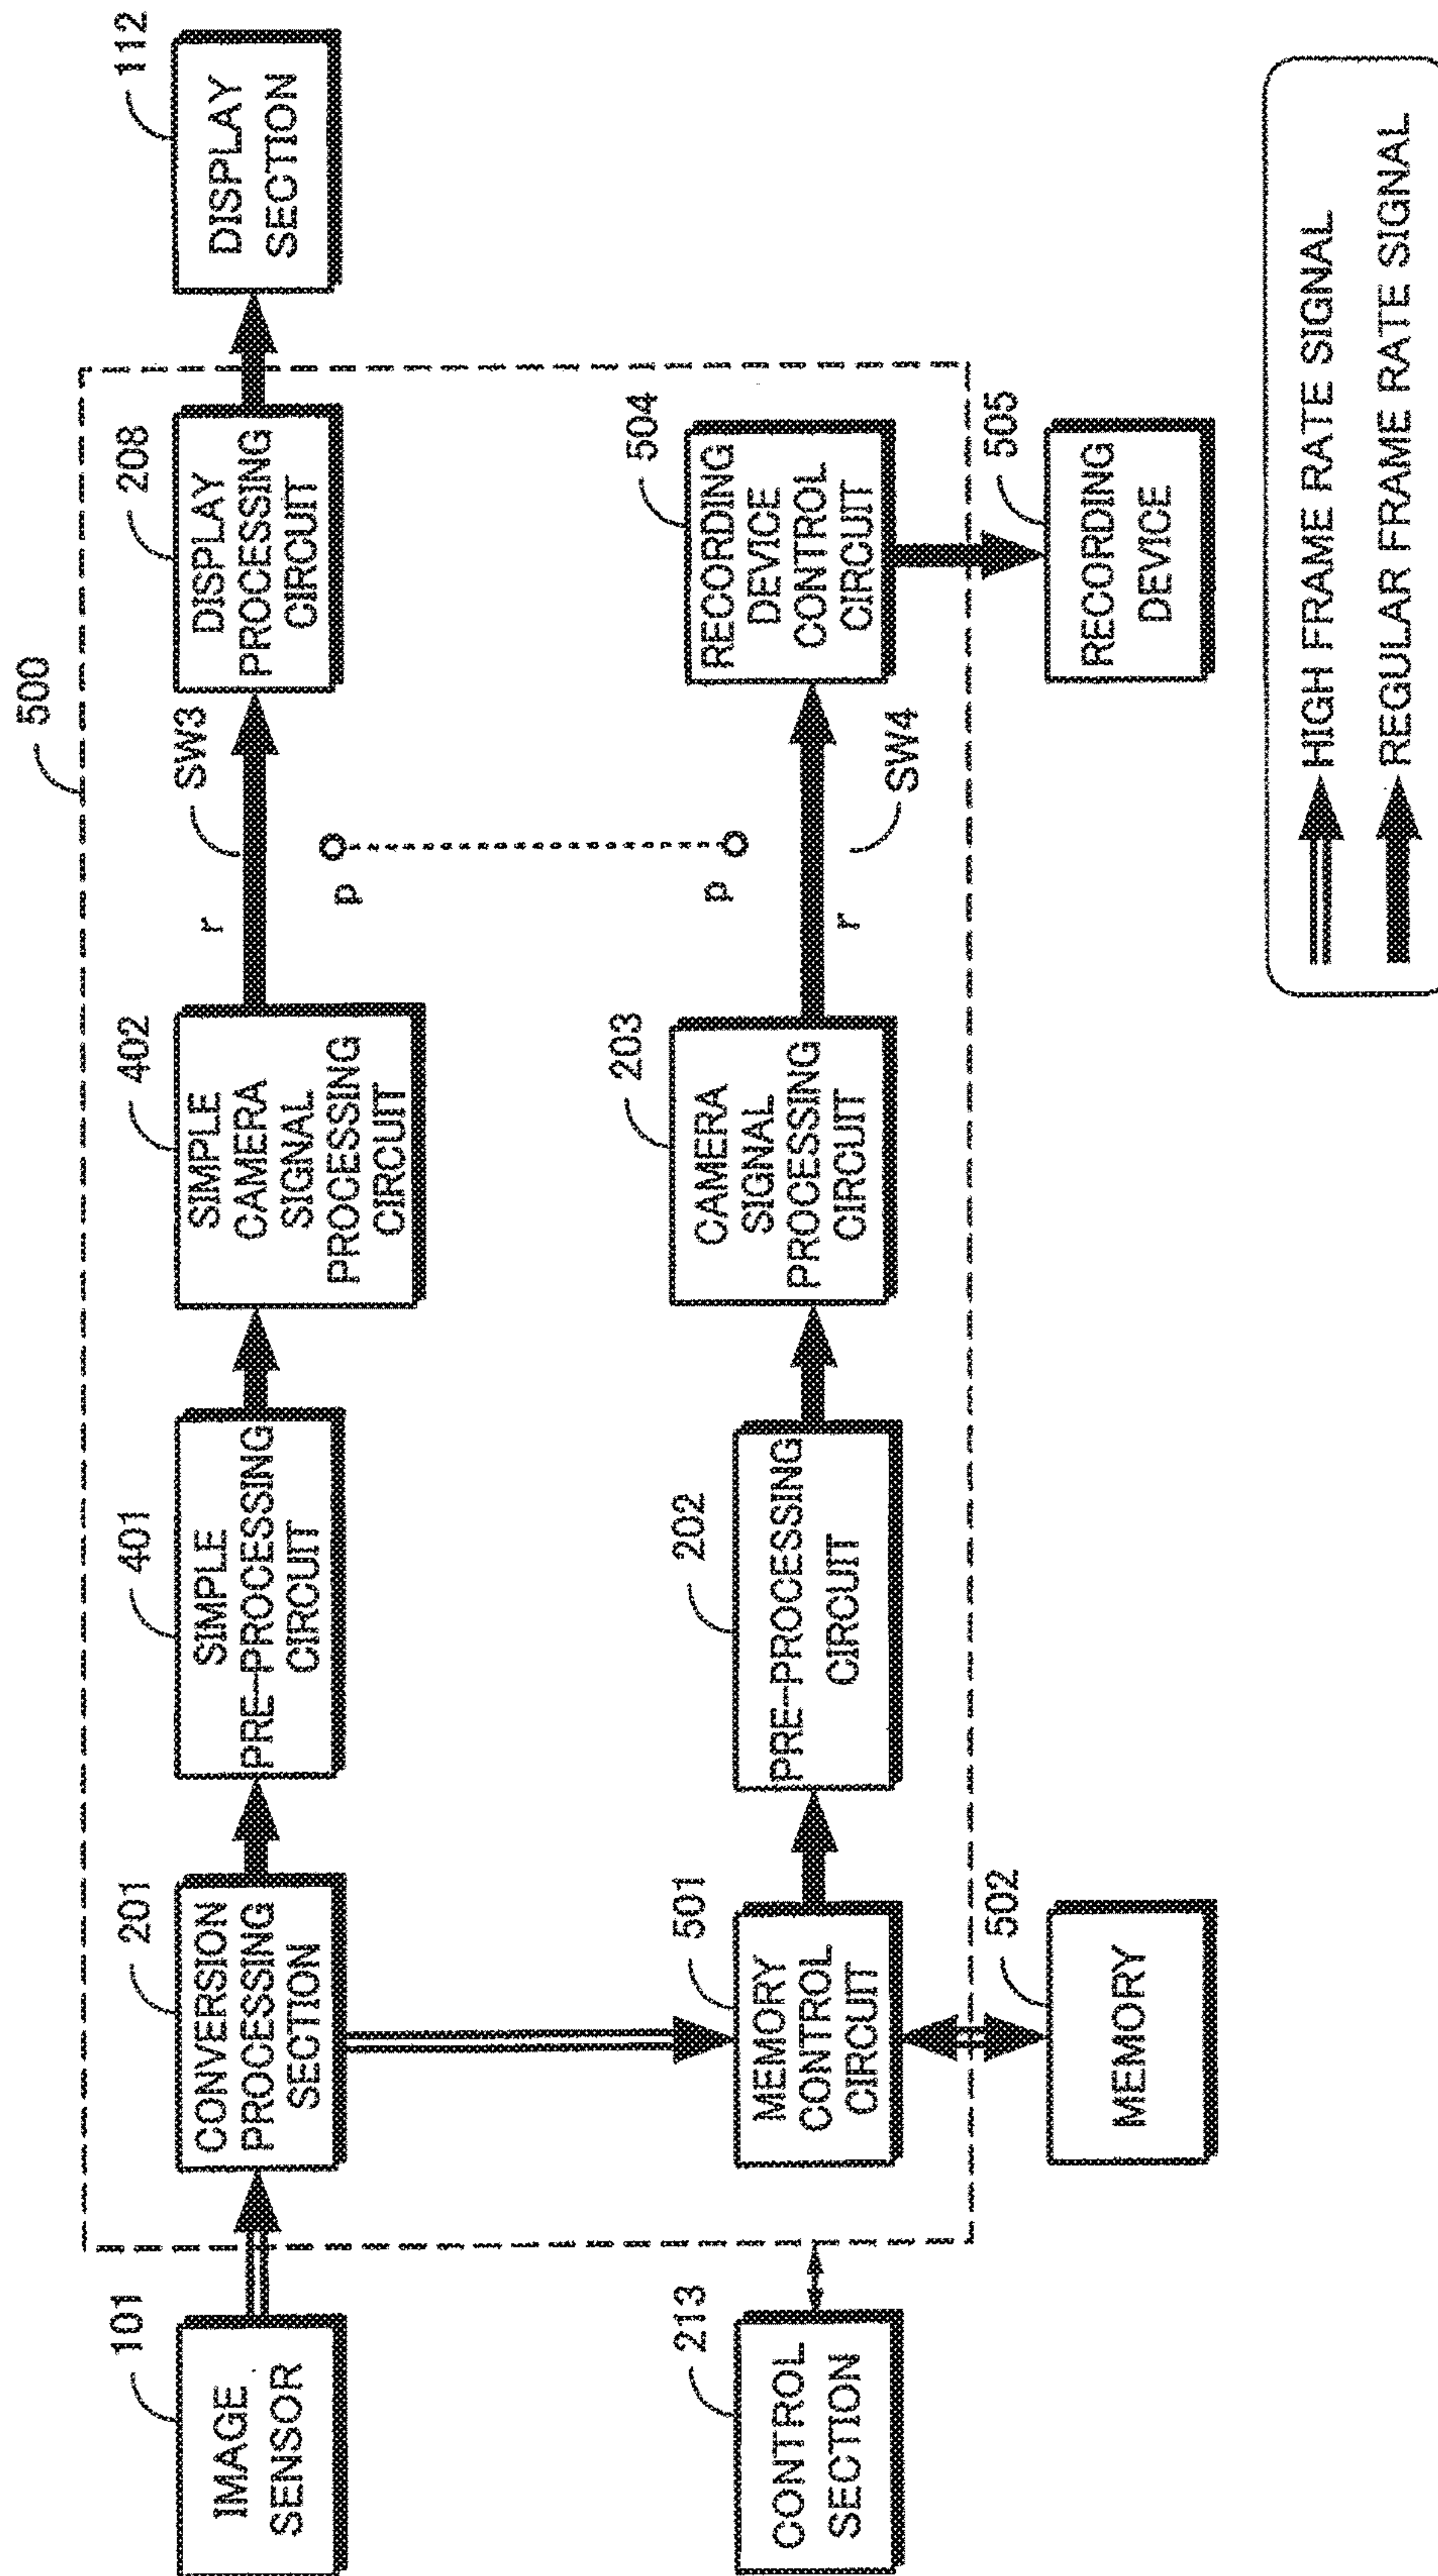 500
101
IMAGE
SENSOR
201
CONVERSION
PROCESSING
SECTION
401
SIMPLE
PRE-PROCESSING
CIRCUIT
402
SIMPLE
CAMERA
SIGNAL
PROCESSING
CIRCUIT
r
SW3
p
208
DISPLAY
PROCESSING
CIRCUIT
112
DISPLAY
SECTION
213
CONTROL
SECTION
501
MEMORY
CONTROL
CIRCUIT
202
PRE-PROCESSING
CIRCUIT
203
CAMERA
SIGNAL
PROCESSING
CIRCUIT
p
r
SW4
504
RECORDING
DEVICE
CONTROL
CIRCUIT
502
MEMORY
505
RECORDING
DEVICE
HIGH FRAME RATE SIGNAL
REGULAR FRAME RATE SIGNAL